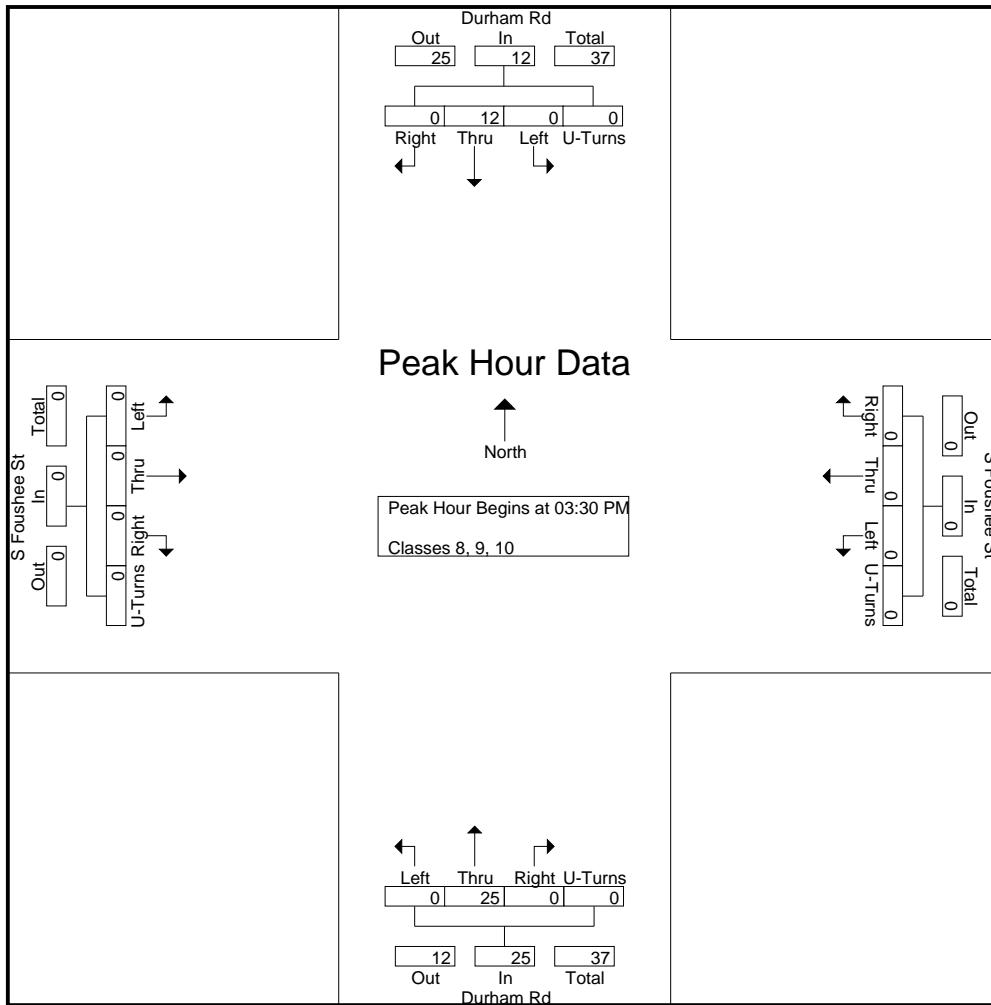 Durham Rd
Out In Total
25 12 37
0 12 0 0
Right Thru Left U-Turns
Peak Hour Data
North
Peak Hour Begins at 03:30 PM
Classes 8, 9, 10
S Foushee St
Total In Out
0 0 0
0 0 0 0
Left Thru Right U-Turns
S Foushee St
Out In Total
0 0 0
0 0 0 0
Right Thru Left U-Turns
Left Thru Right U-Turns
0 25 0 0
12 25 37
Out In Total
Durham Rd